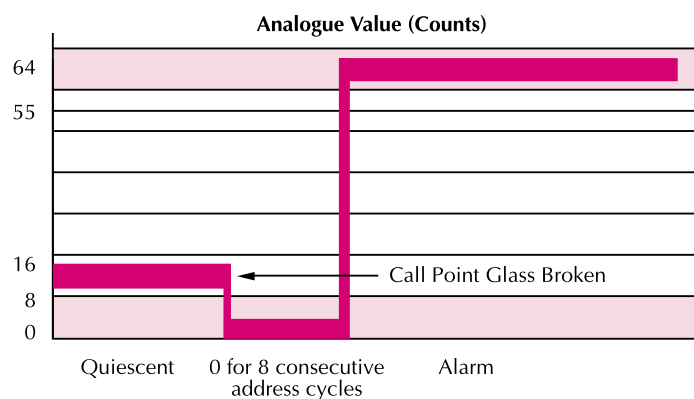 Analogue Value (Counts)
64
55
16
Call Point Glass Broken
8
0
Quiescent
0 for 8 consecutive
address cycles
Alarm